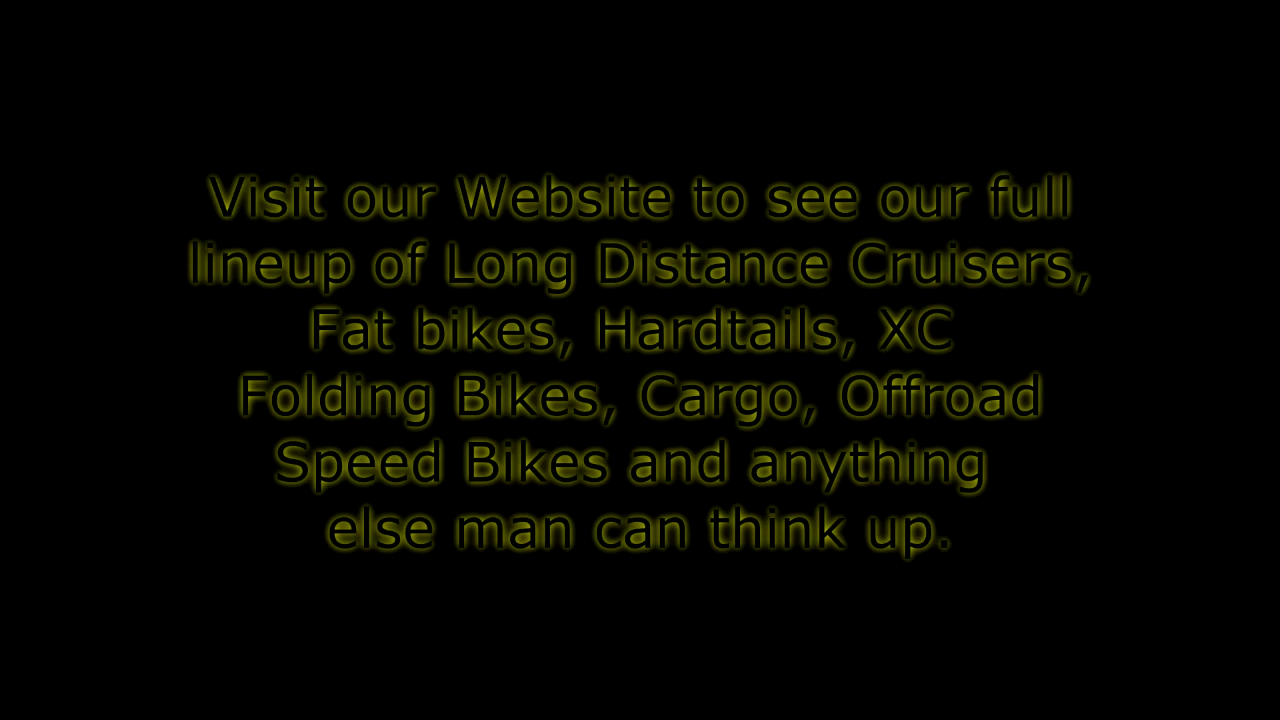 Visit our Website to see our full
lineup of Long Distance Cruisers,
Fat bikes, Hardtails, XC
Folding Bikes, Cargo, Offroad
Speed Bikes and anything
else man can think up.